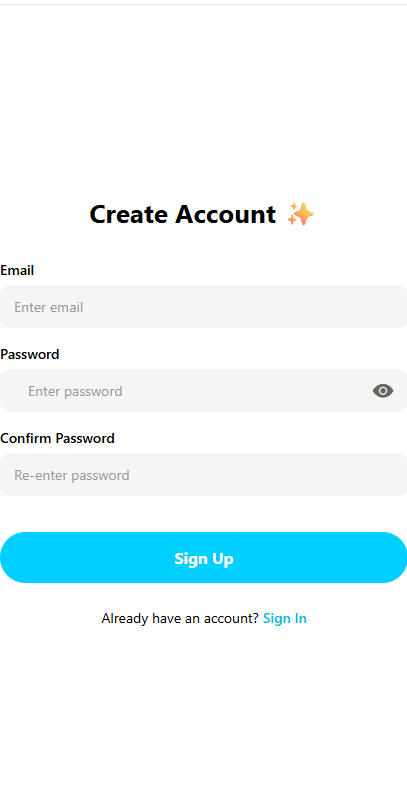 Create Account ✨
Email
Enter email
Password
Enter password
Confirm Password
Re-enter password
Sign Up
Already have an account? Sign In